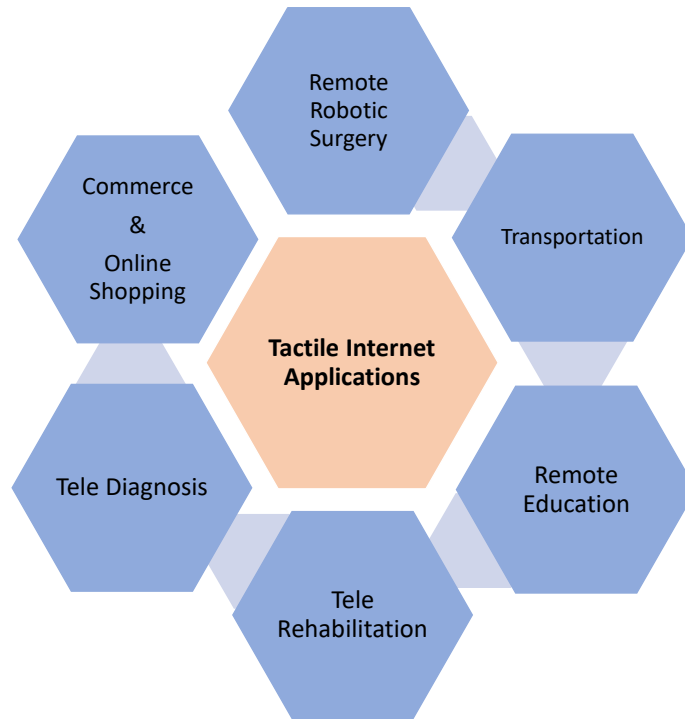 Remote
Robotic
Surgery
Transportation
Remote
Education
Tele
Rehabilitation
Tele Diagnosis
Commerce
&
Online
Shopping
Tactile Internet
Applications